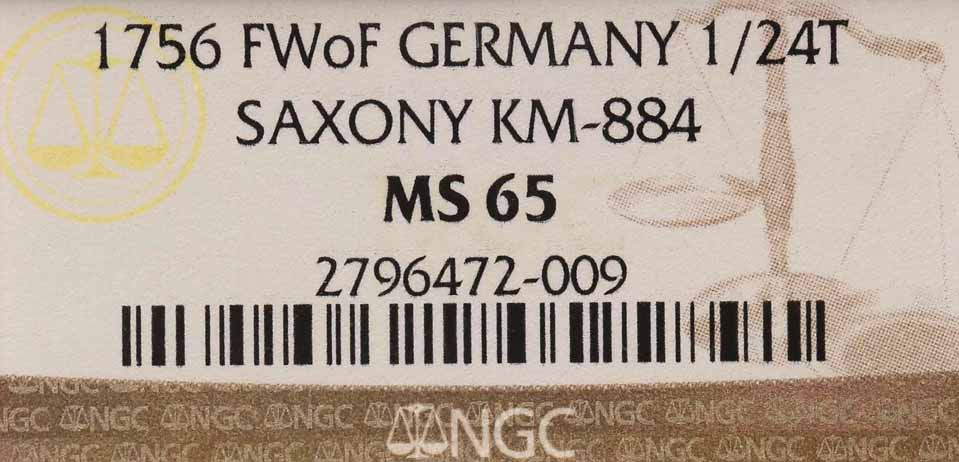 1756 FWoF GERMANY 1/24T
SAXONY KM-884
MS 65
2796472-009
NGC